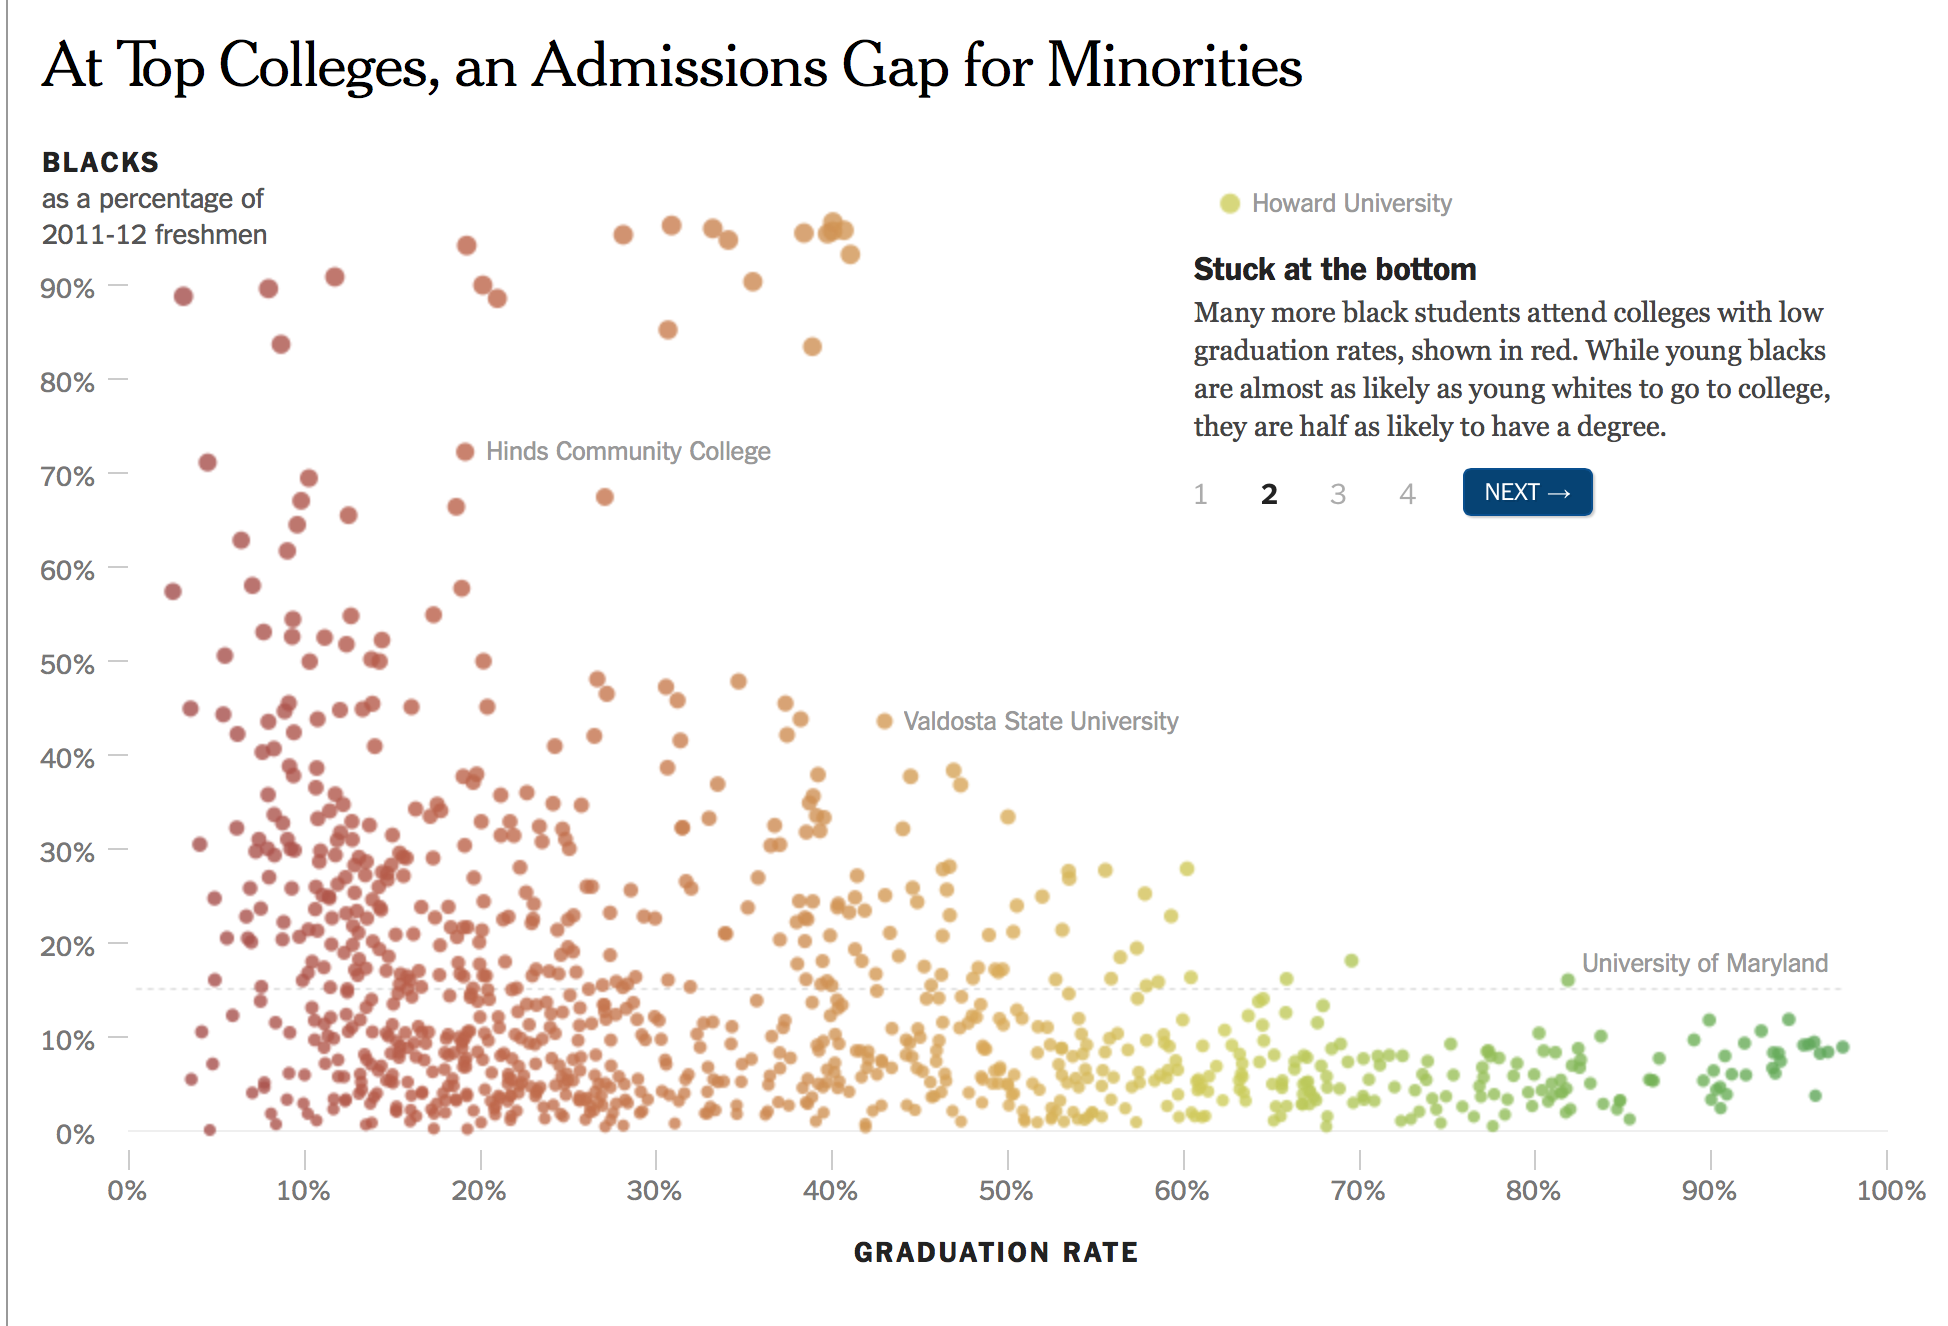 At Top Colleges, an Admissions Gap for Minorities
BLACKS
as a percentage of
2011-12 freshmen
Howard University
Stuck at the bottom
Many more black students attend colleges with low
graduation rates, shown in red. While young blacks
are almost as likely as young whites to go to college,
they are half as likely to have a degree.
1 2 3 4 NEXT →
90%
80%
Hinds Community College
70%
60%
50%
Valdosta State University
40%
30%
20%
University of Maryland
10%
0%
0% 10% 20% 30% 40% 50% 60% 70% 80% 90% 100%
GRADUATION RATE